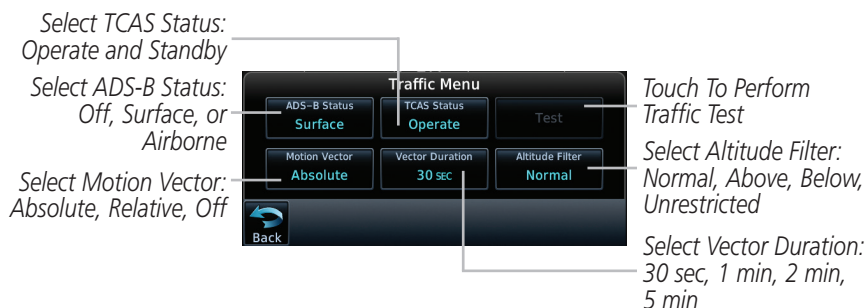 Select TCAS Status:
Operate and Standby
Select ADS-B Status:
Off, Surface, or
Airborne
Select Motion Vector:
Absolute, Relative, Off
Traffic Menu
ADS-B Status
Surface
TCAS Status
Operate
Test
Motion Vector
Absolute
Vector Duration
30 SEC
Altitude Filter
Normal
Back
Touch To Perform
Traffic Test
Select Altitude Filter:
Normal, Above, Below,
Unrestricted
Select Vector Duration:
30 sec, 1 min, 2 min,
5 min